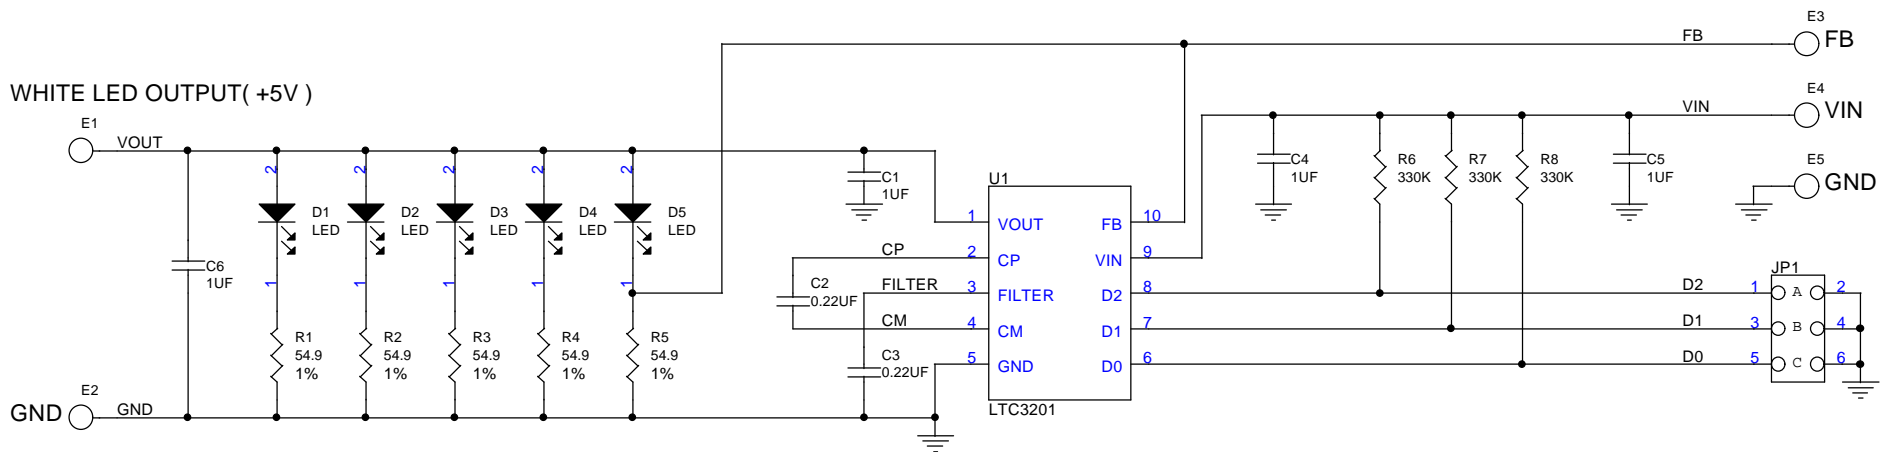 E3
FB FB
WHITE LED OUTPUT( +5V )
E4
VIN VIN
E1
VOUT
E5
GND
2 2 2 2 2
C1
1UF
C4
1UF
R6
330K
R7
330K
R8
330K
C5
1UF
D1
LED
D2
LED
D3
LED
D4
LED
D5
LED
U1
1 VOUT FB 10
CP 2 CP VIN 9
FILTER 3 FILTER D2 8
CM 4 CM D1 7
5 GND D0 6
LTC3201
C6
1UF
1 1 1 1 1
C2
0.22UF
C3
0.22UF
JP1
D2 1 A 2
D1 3 B 4
D0 5 C 6
R1
54.9
1%
R2
54.9
1%
R3
54.9
1%
R4
54.9
1%
R5
54.9
1%
E2
GND GND